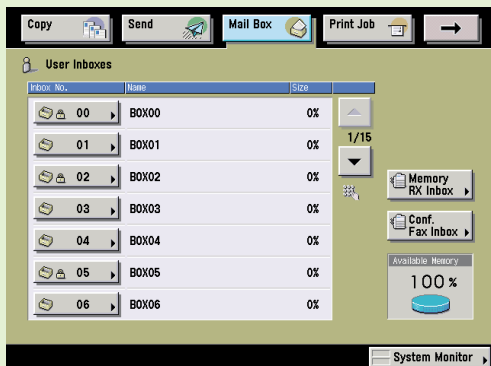 Copy Send Mail Box Print Job
User Inboxes
Inbox No. Name Size
00 BOX00 0%
01 BOX01 0%
1/15
02 BOX02 0%
Memory
RX Inbox
03 BOX03 0%
Conf.
Fax Inbox
04 BOX04 0%
Available Memory
05 BOX05 0%
100%
06 BOX06 0%
System Monitor